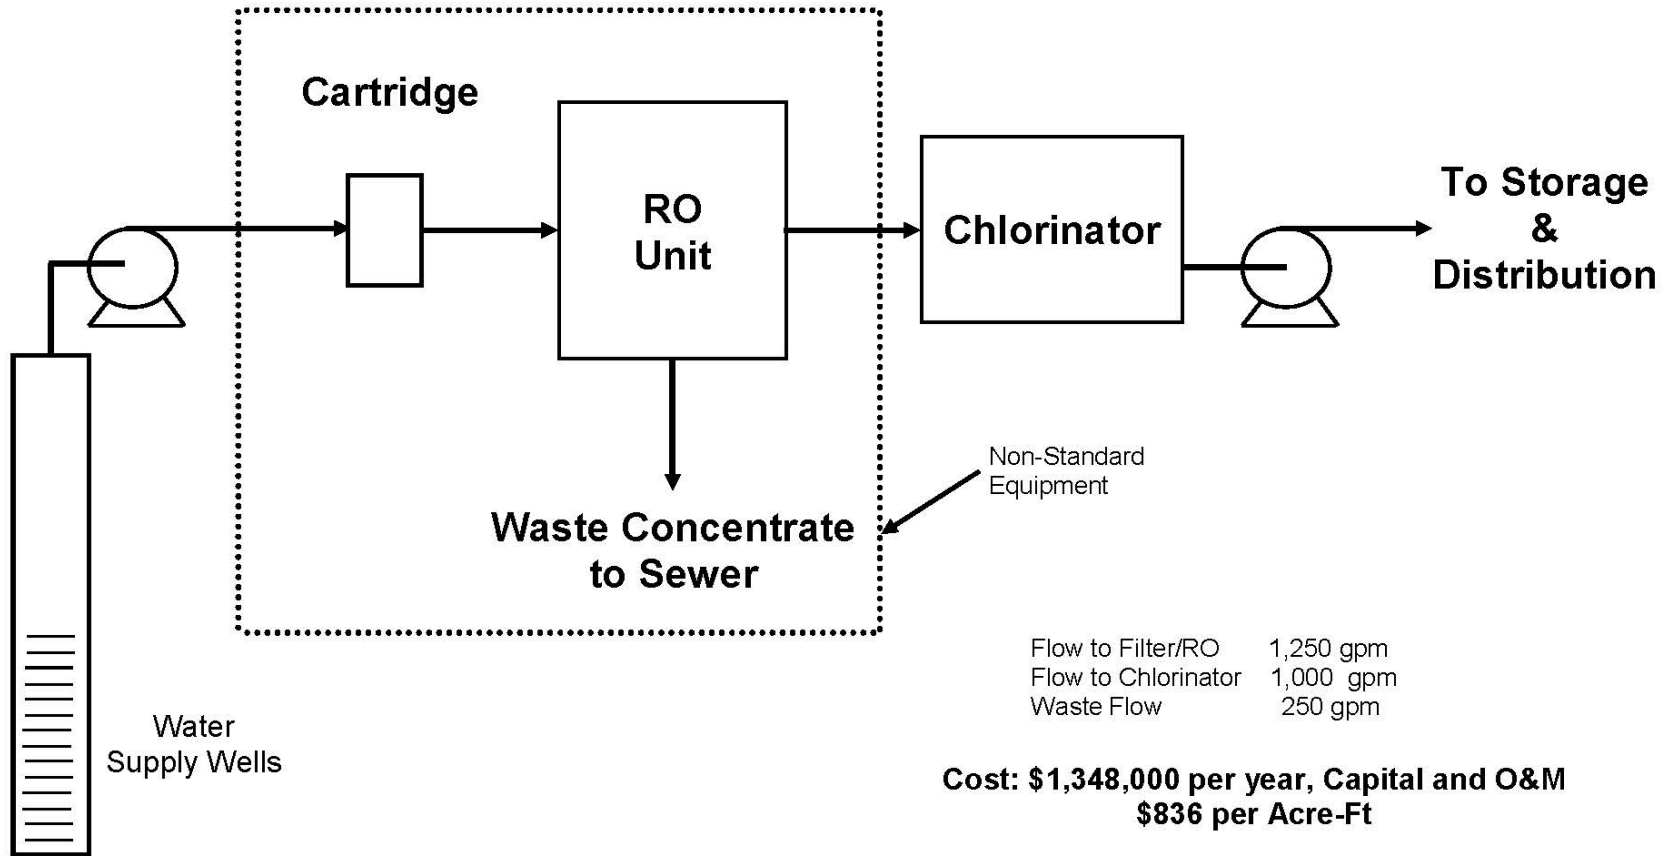 Cartridge
RO
Unit
Chlorinator
To Storage
&
Distribution
Non-Standard
Equipment
Waste Concentrate
to Sewer
Flow to Filter/RO 1,250 gpm
Flow to Chlorinator 1,000 gpm
Waste Flow 250 gpm
Water
Supply Wells
Cost: $1,348,000 per year, Capital and O&M
$836 per Acre-Ft